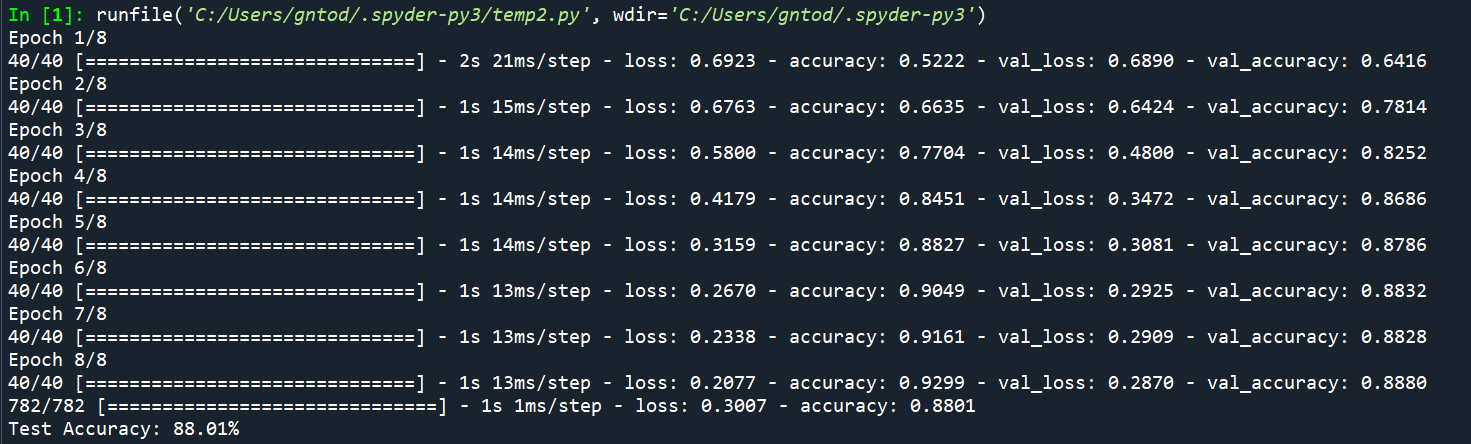 In [1]: runfile('C:/Users/gntod/.spyder-py3/temp2.py', wdir='C:/Users/gntod/.spyder-py3')
Epoch 1/8
40/40 [==============================] - 2s 21ms/step - loss: 0.6923 - accuracy: 0.5222 - val_loss: 0.6890 - val_accuracy: 0.6416
Epoch 2/8
40/40 [==============================] - 1s 15ms/step - loss: 0.6763 - accuracy: 0.6635 - val_loss: 0.6424 - val_accuracy: 0.7814
Epoch 3/8
40/40 [==============================] - 1s 14ms/step - loss: 0.5800 - accuracy: 0.7704 - val_loss: 0.4800 - val_accuracy: 0.8252
Epoch 4/8
40/40 [==============================] - 1s 14ms/step - loss: 0.4179 - accuracy: 0.8451 - val_loss: 0.3472 - val_accuracy: 0.8686
Epoch 5/8
40/40 [==============================] - 1s 14ms/step - loss: 0.3159 - accuracy: 0.8827 - val_loss: 0.3081 - val_accuracy: 0.8786
Epoch 6/8
40/40 [==============================] - 1s 13ms/step - loss: 0.2670 - accuracy: 0.9049 - val_loss: 0.2925 - val_accuracy: 0.8832
Epoch 7/8
40/40 [==============================] - 1s 13ms/step - loss: 0.2338 - accuracy: 0.9161 - val_loss: 0.2909 - val_accuracy: 0.8828
Epoch 8/8
40/40 [==============================] - 1s 13ms/step - loss: 0.2077 - accuracy: 0.9299 - val_loss: 0.2870 - val_accuracy: 0.8880
782/782 [==============================] - 1s 1ms/step - loss: 0.3007 - accuracy: 0.8801
Test Accuracy: 88.01%